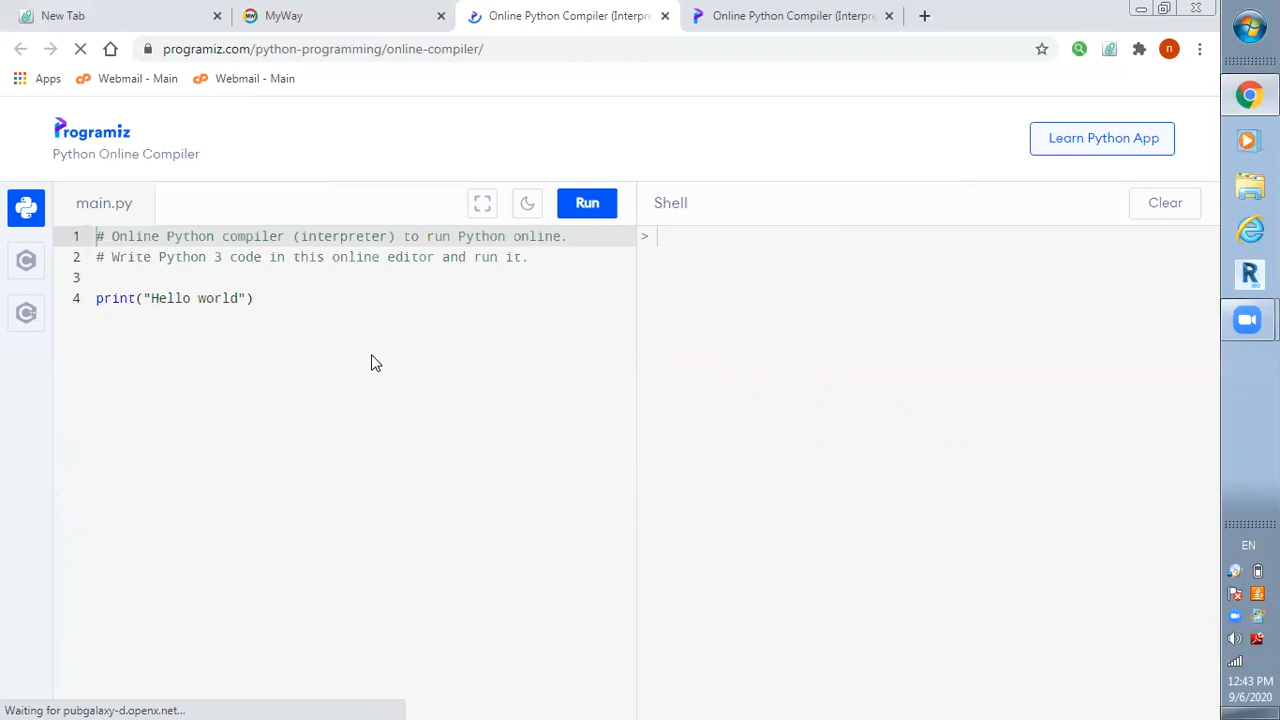 New Tab
MyWay
Online Python Compiler (Interpre
Online Python Compiler (Interpre
programiz.com/python-programming/online-compiler/
n
Apps
Webmail - Main
Webmail - Main
Programiz
Python Online Compiler
Learn Python App
main.py
Run
Shell
Clear
1 # Online Python compiler (interpreter) to run Python online.
2 # Write Python 3 code in this online editor and run it.
3
4 print("Hello world")
>
EN
12:43 PM
9/6/2020
Waiting for pubgalaxy-d.openx.net...